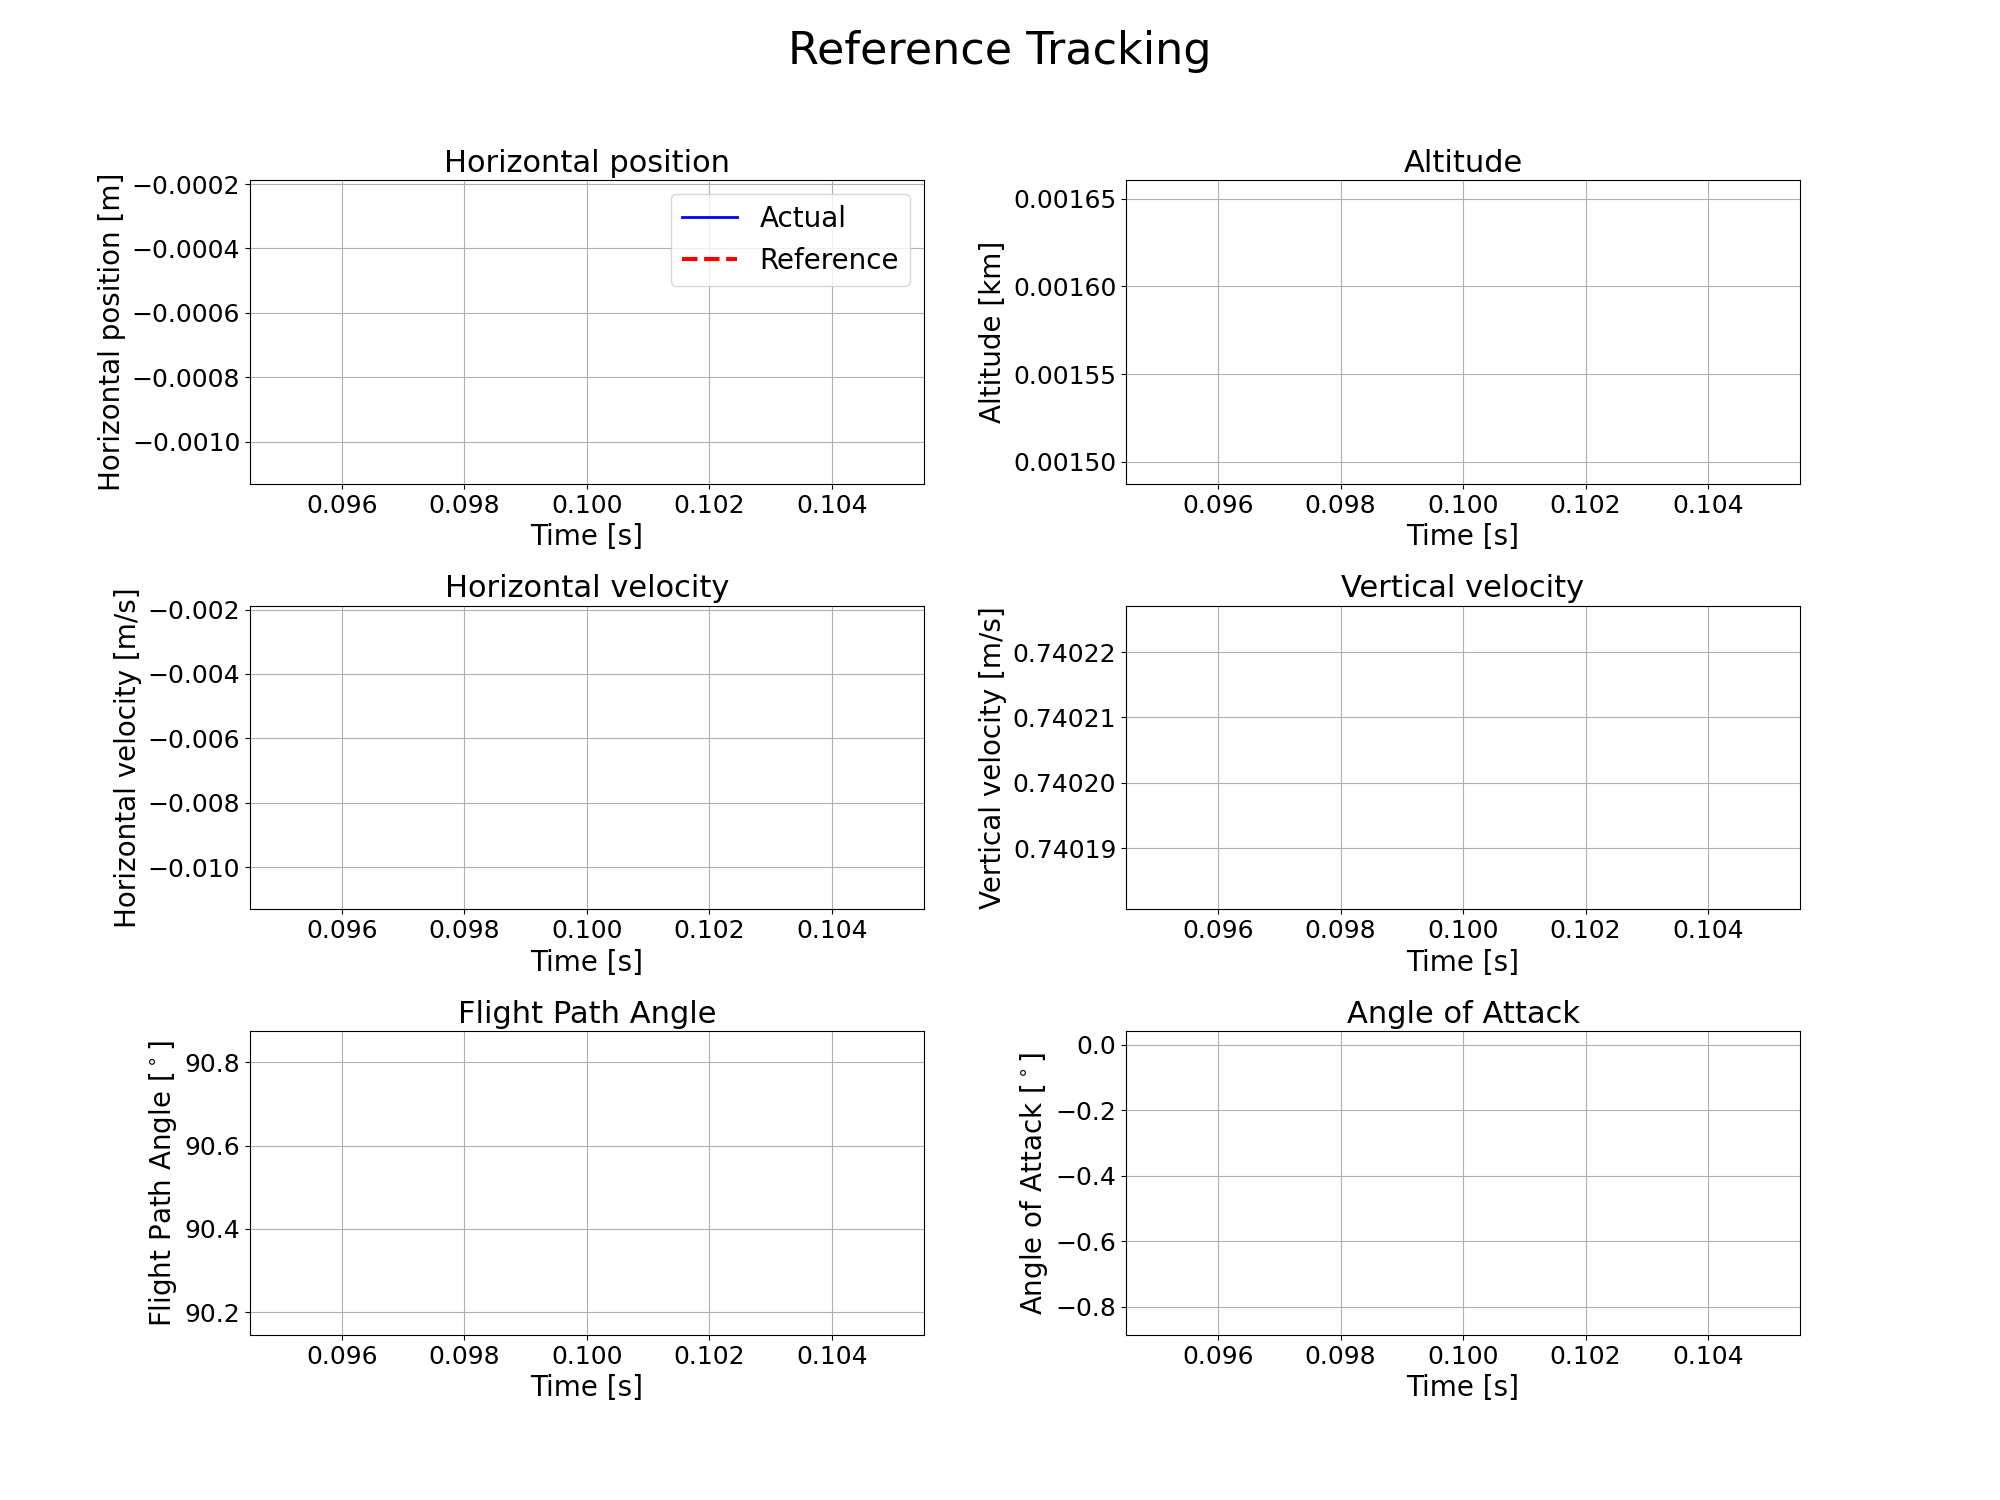 Reference Tracking
Horizontal position
Horizontal position [m]
−0.0002
−0.0004
−0.0006
−0.0008
−0.0010
Actual
Reference
0.096 0.098 0.100 0.102 0.104
Time [s]
Altitude
Altitude [km]
0.00165
0.00160
0.00155
0.00150
0.096 0.098 0.100 0.102 0.104
Time [s]
Horizontal velocity
Horizontal velocity [m/s]
−0.002
−0.004
−0.006
−0.008
−0.010
0.096 0.098 0.100 0.102 0.104
Time [s]
Vertical velocity
Vertical velocity [m/s]
0.74022
0.74021
0.74020
0.74019
0.096 0.098 0.100 0.102 0.104
Time [s]
Flight Path Angle
Flight Path Angle [°]
90.8
90.6
90.4
90.2
0.096 0.098 0.100 0.102 0.104
Time [s]
Angle of Attack
Angle of Attack [°]
0.0
−0.2
−0.4
−0.6
−0.8
0.096 0.098 0.100 0.102 0.104
Time [s]